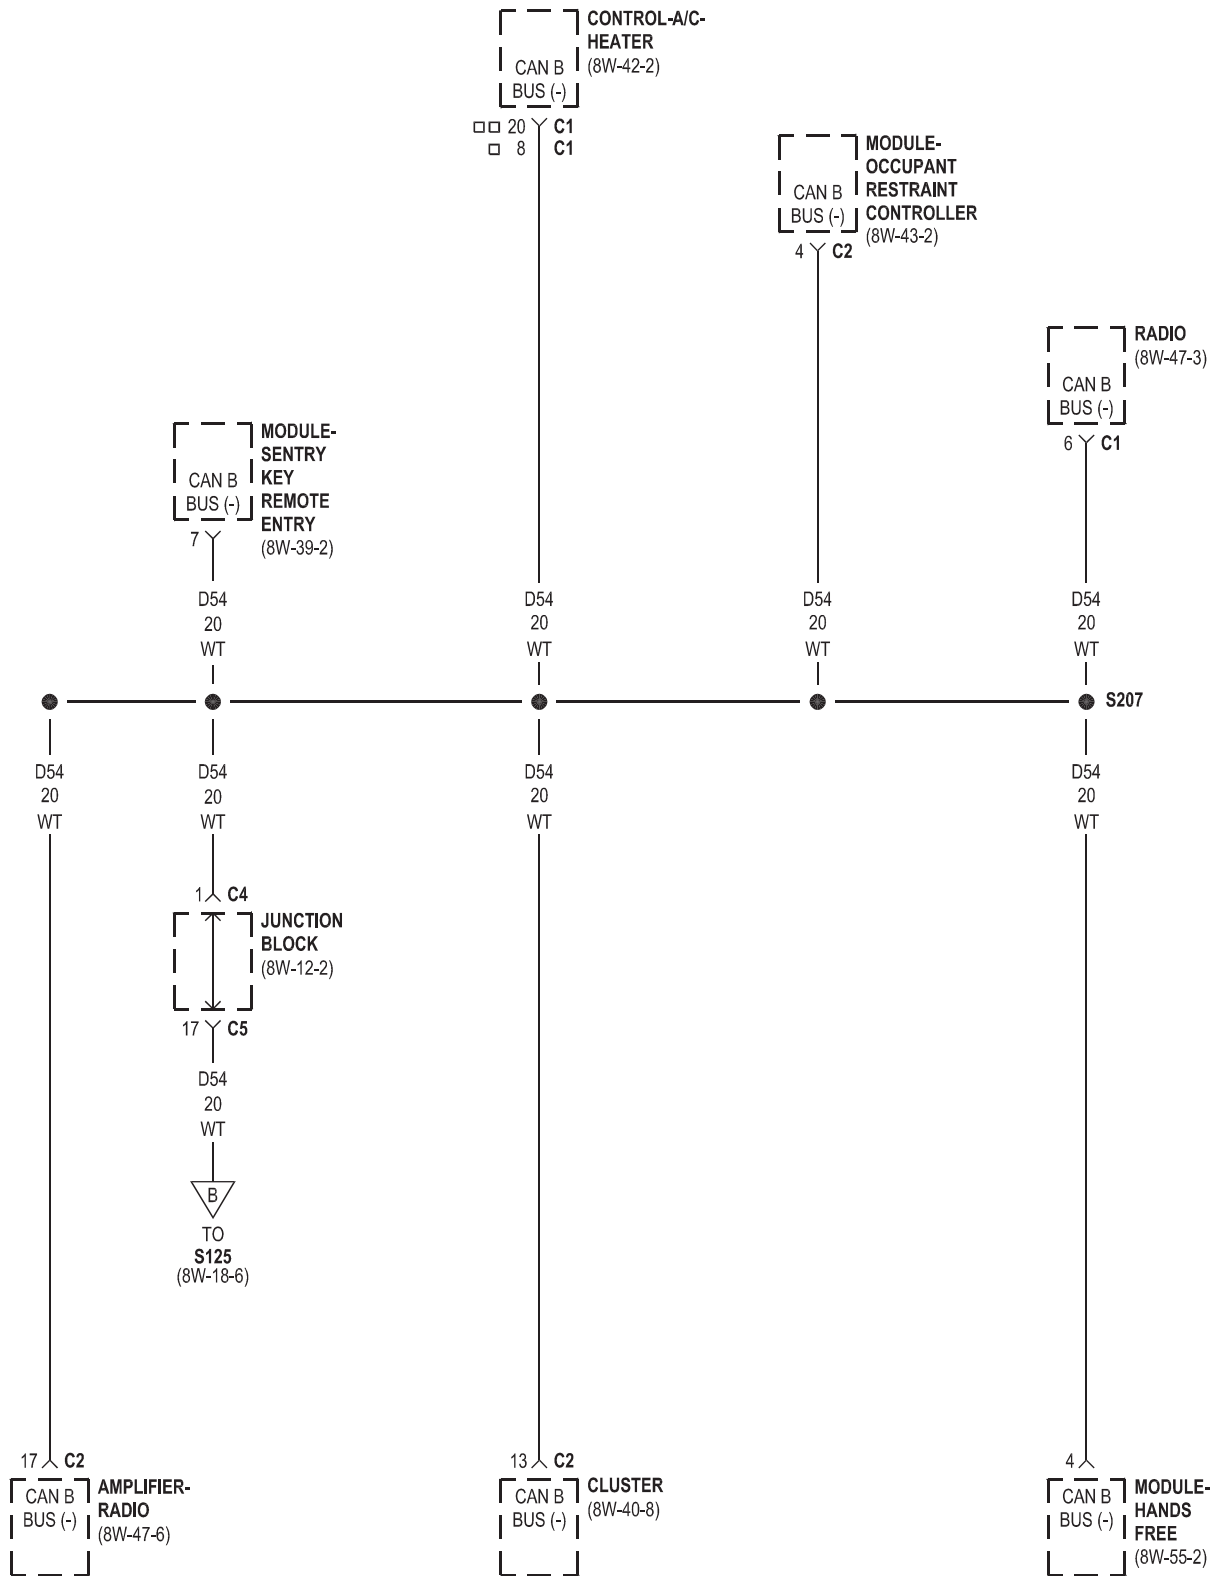 CONTROL-A/C-
HEATER
(8W-42-2)
CAN B
BUS (-)
20 C1
8 C1
MODULE-
OCCUPANT
RESTRAINT
CONTROLLER
(8W-43-2)
CAN B
BUS (-)
4 C2
RADIO
(8W-47-3)
CAN B
BUS (-)
6 C1
MODULE-
SENTRY
KEY
REMOTE
ENTRY
(8W-39-2)
CAN B
BUS (-)
7
D54 D54 D54 D54
20 20 20 20
WT WT WT WT
S207
D54 D54 D54 D54
20 20 20 20
WT WT WT WT
1 C4
JUNCTION
BLOCK
(8W-12-2)
17 C5
D54
20
WT
B
TO
S125
(8W-18-6)
17 C2
CAN B
BUS (-)
AMPLIFIER-
RADIO
(8W-47-6)
13 C2
CAN B
BUS (-)
CLUSTER
(8W-40-8)
4
CAN B
BUS (-)
MODULE-
HANDS
FREE
(8W-55-2)